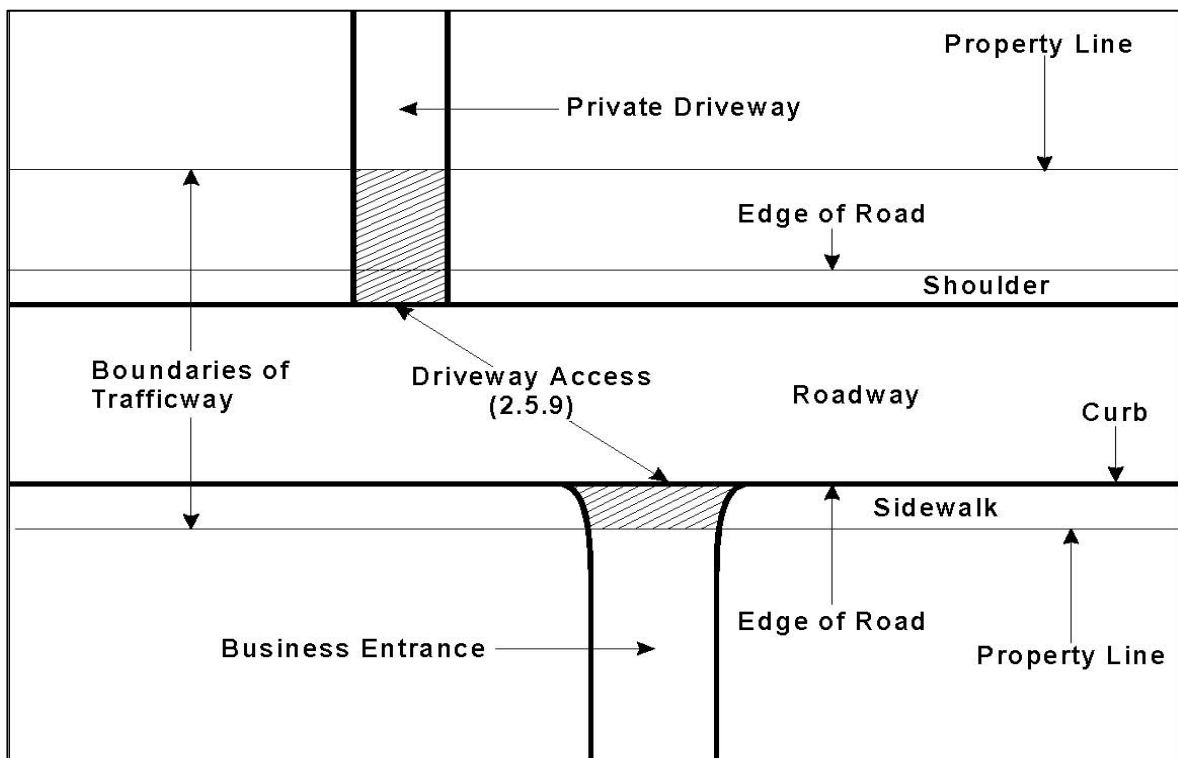 Property Line
Private Driveway
Edge of Road
Shoulder
Boundaries of
Trafficway
Driveway Access
(2.5.9)
Roadway
Curb
Sidewalk
Edge of Road
Business Entrance
Property Line